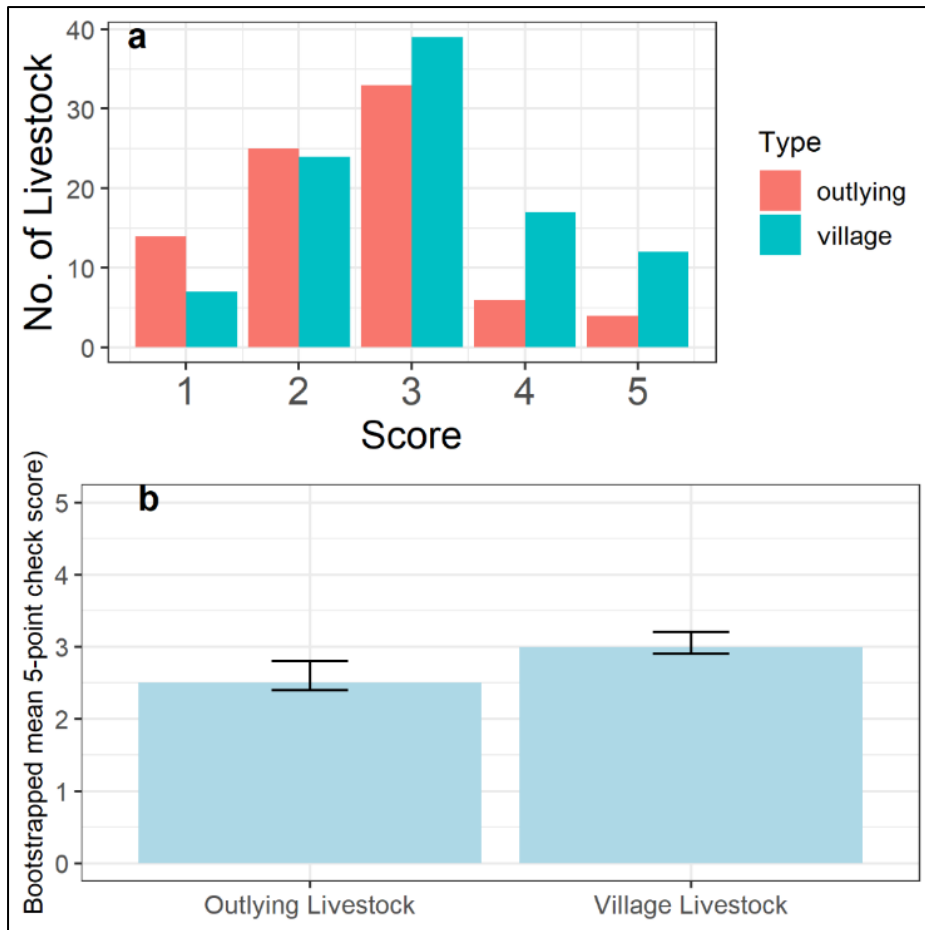 a
No. of Livestock
40
30
20
10
0
1 2 3 4 5
Score
Type
outlying
village
b
Bootstrapped mean 5-point check score)
5
4
3
2
1
0
Outlying Livestock Village Livestock